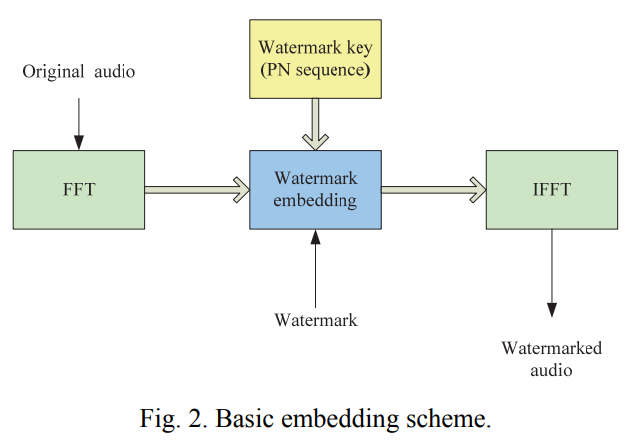 Watermark key
(PN sequence)
Original audio
FFT
Watermark
embedding
IFFT
Watermark
Watermarked
audio
Fig. 2. Basic embedding scheme.